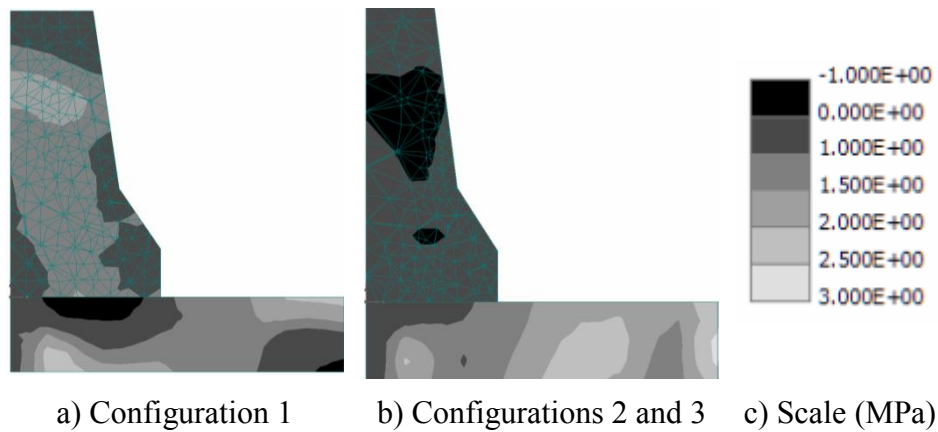 -1.000E+00
0.000E+00
1.000E+00
1.500E+00
2.000E+00
2.500E+00
3.000E+00
a) Configuration 1 b) Configurations 2 and 3 c) Scale (MPa)